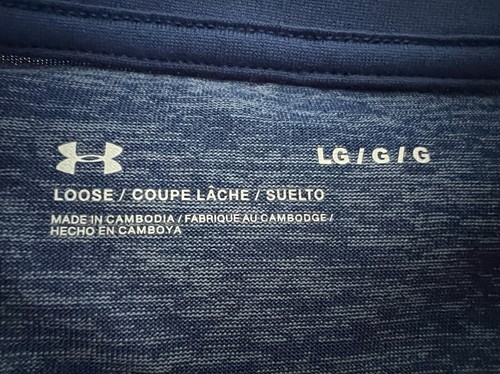 LG / G / G
LOOSE / COUPE LÂCHE / SUELTO
MADE IN CAMBODIA / FABRIQUÉ AU CAMBODGE /
HECHO EN CAMBOYA